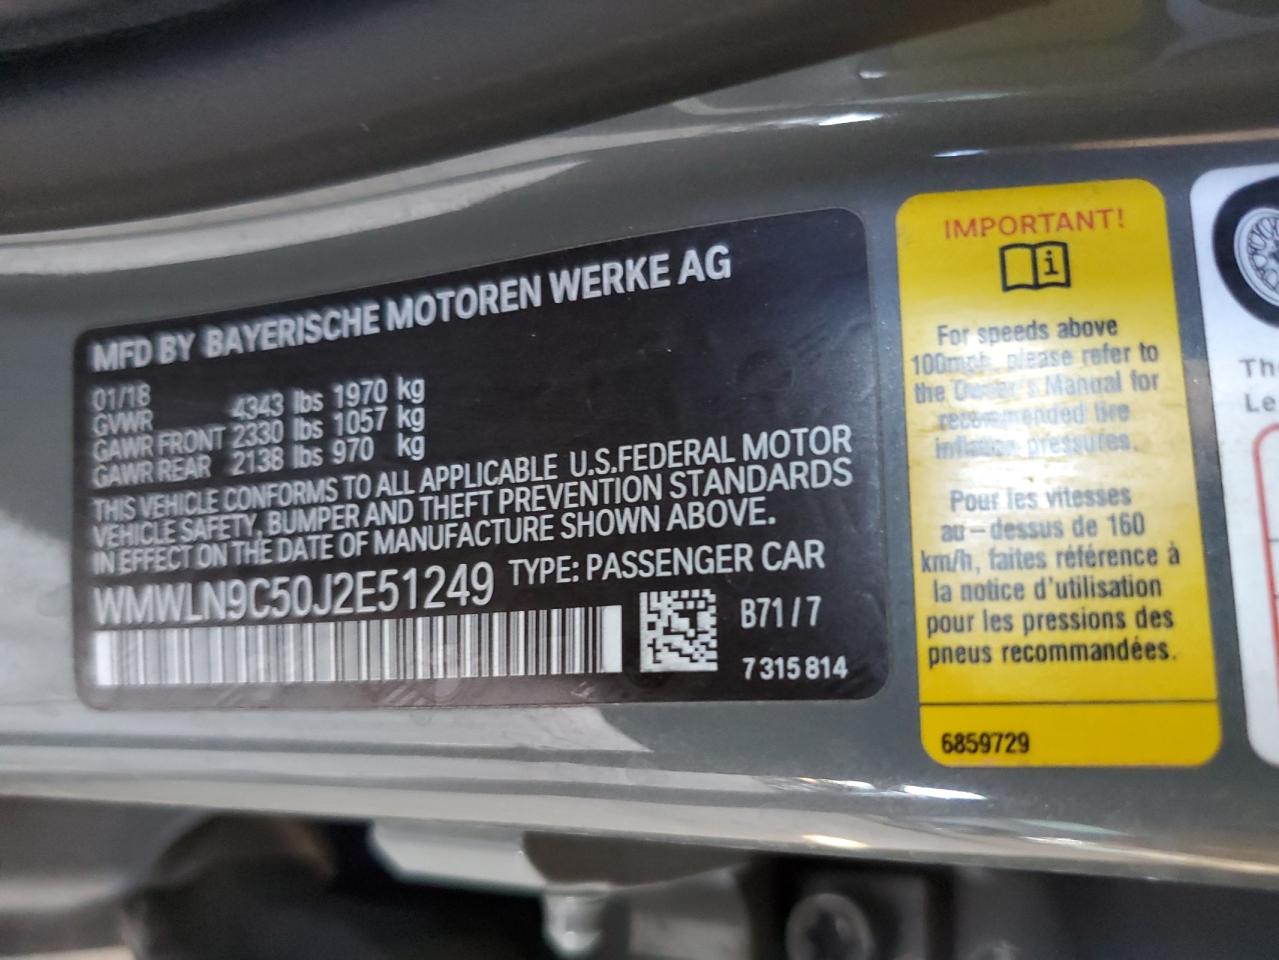 MFD BY BAYERISCHE MOTOREN WERKE AG
01/18
GVWR 4343 lbs 1970 kg
GAWR FRONT 2330 lbs 1057 kg
GAWR REAR 2138 lbs 970 kg
THIS VEHICLE CONFORMS TO ALL APPLICABLE U.S.FEDERAL MOTOR
VEHICLE SAFETY, BUMPER AND THEFT PREVENTION STANDARDS
IN EFFECT ON THE DATE OF MANUFACTURE SHOWN ABOVE.
WMWLN9C50J2E51249 TYPE: PASSENGER CAR
B71/7
7315814
IMPORTANT!
i
For speeds above
100mph, please refer to
the Owner's Manual for
recommended tire
inflation pressures.
Pour les vitesses
au-dessus de 160
km/h, faites référence à
la notice d'utilisation
pour les pressions des
pneus recommandées.
6859729
Th
Le